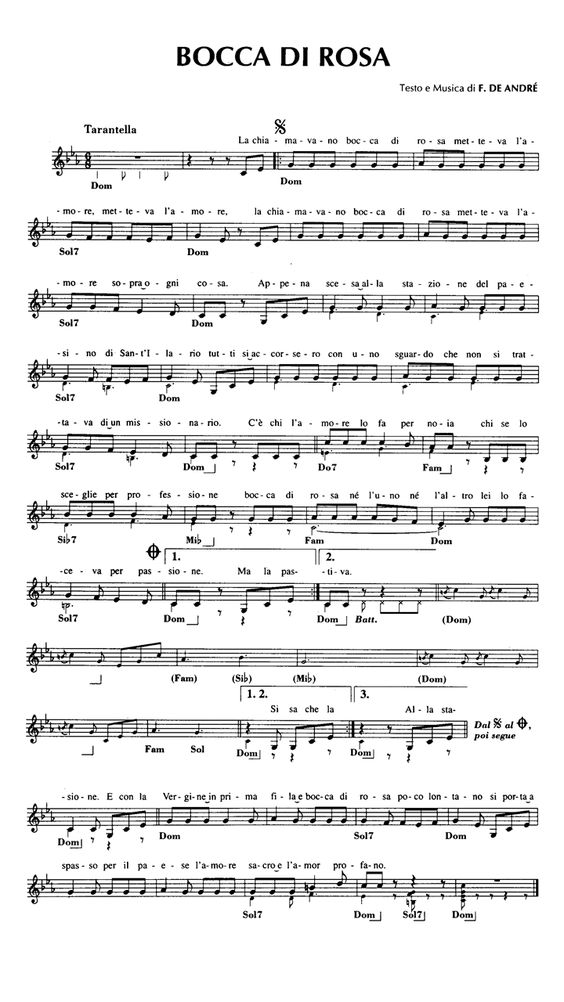 BOCCA DI ROSA
Testo e Musica di F. DE ANDRÉ
Tarantella
La chia - ma - va - no boc - ca di ro - sa met - te - va l'a -
Dom Dom
- more, met - te - va l'a - mo - re, la chia - ma - va - no boc - ca di ro - sa met - te - va l'a -
Sol7 Dom
- mo - re so - pra o - gni co - sa. Ap - pe - na sce - sa al - la sta - zio - ne del pa - e -
Sol7 Dom
- si - no di San - t'I - la - rio tut - ti si ac - cor - se - ro con u - no sguar - do che non si trat -
Sol7 Dom
- ta - va di un mis - sio - na - rio. C'è chi l'a - mo - re lo fa per no - ia chi se lo
Sol7 Dom Do7 Fam
sce - glie per pro - fes - sio - ne boc - ca di ro - sa né l'u - no né l'al - tro lei lo fa -
Si♭7 Mi♭ Fam Dom
1. 2.
- ce - va per pas - sio - ne. Ma la pas - - ti - va.
Sol7 Dom Dom Dom Batt. (Dom)
(Fam) (Si♭) (Mi♭) (Dom)
1. 2. 3.
Si sa che la Al - la sta -
Dal 𝄋 al 𝄌, poi segue
Fam Sol Dom Dom
- sio - ne. E con la Ver - gi - ne in pri - ma fi - la e boc - ca di ro - sa po - co lon - ta - no si por - ta a
Dom Dom Sol7 Dom
spas - so per il pa - e - se l'a - mo - re sa - cro e l'a - mor pro - fa - no.
Sol7 Dom Sol7 Dom